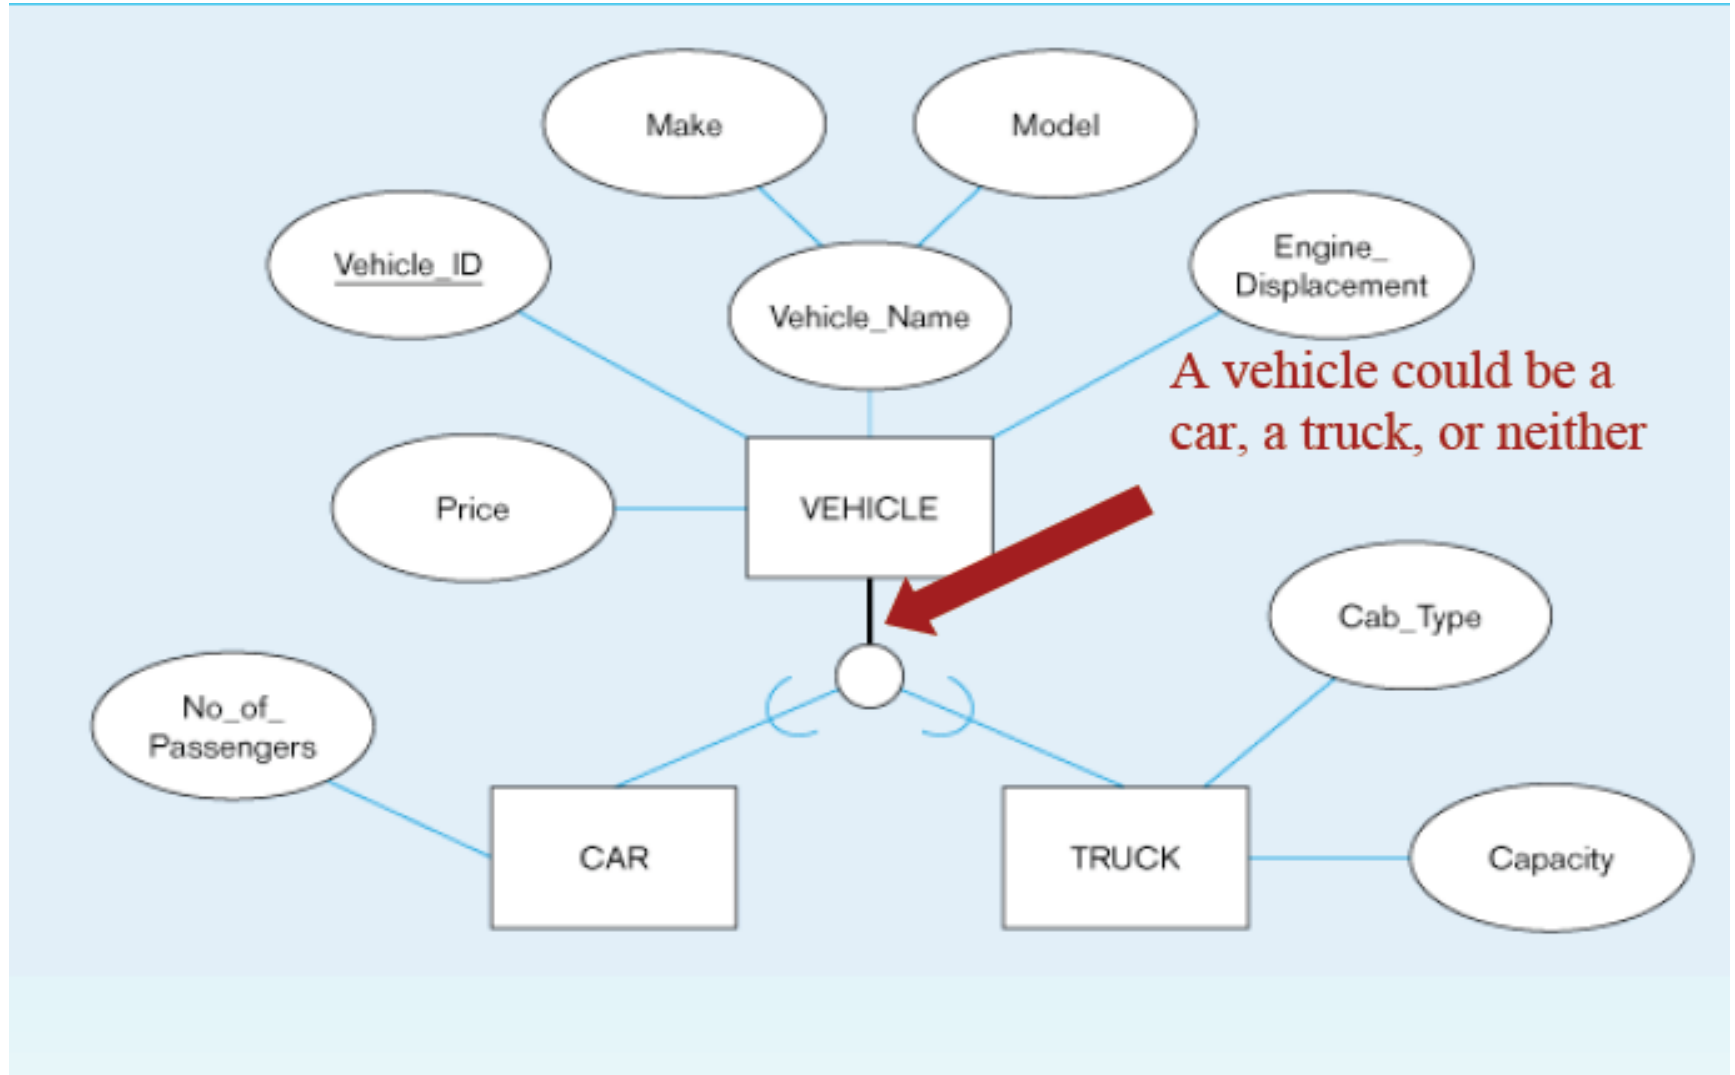 Make
Model
Vehicle_ID
Engine_
Displacement
Vehicle_Name
A vehicle could be a
car, a truck, or neither
Price
VEHICLE
Cab_Type
No_of_
Passengers
CAR
TRUCK
Capacity